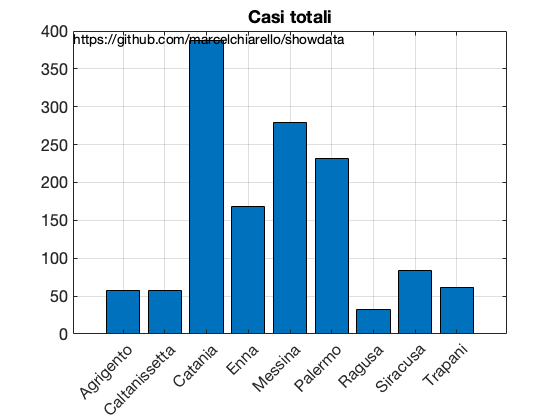 Casi totali
https://github.com/marcelchiarello/showdata
400
350
300
250
200
150
100
50
0
Agrigento
Caltanissetta
Catania
Enna
Messina
Palermo
Ragusa
Siracusa
Trapani